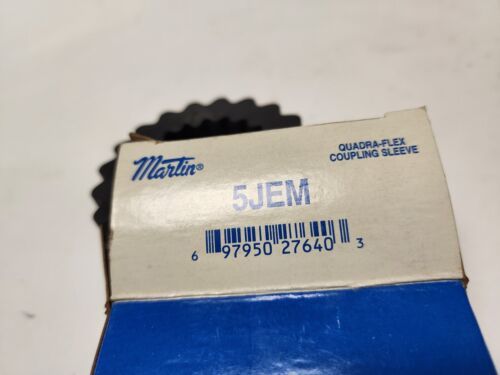 Martin®
QUADRA-FLEX
COUPLING SLEEVE
5JEM
6 97950 27640 3